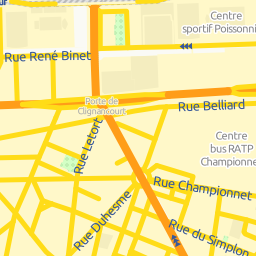 Centre
sportif Poissonni
Rue René Binet
Porte de
Clignancourt
Rue Belliard
Rue Letort
Centre
bus RATP
Championne
Rue Championnet
Rue Duhesme
Rue du Simplon